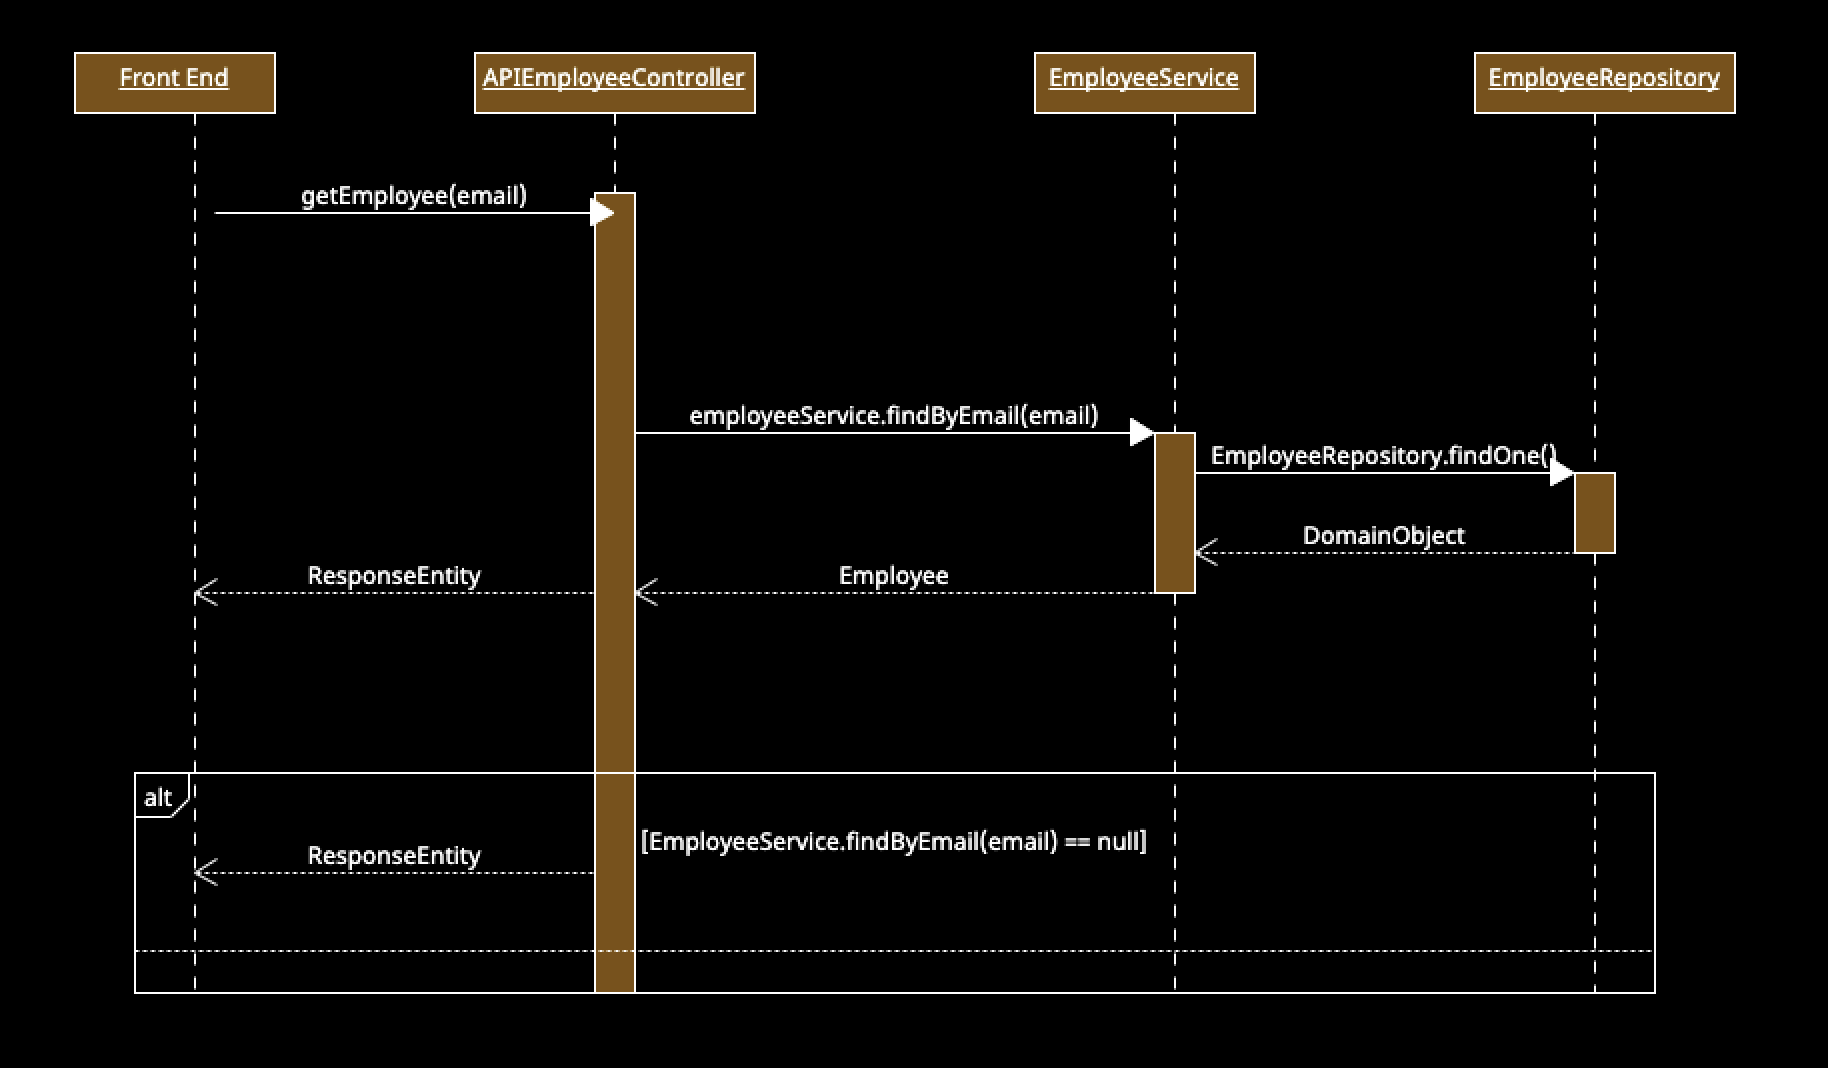 Front End
APIEmployeeController
EmployeeService
EmployeeRepository
getEmployee(email)
employeeService.findByEmail(email)
EmployeeRepository.findOne()
DomainObject
ResponseEntity
Employee
alt
[EmployeeService.findByEmail(email) == null]
ResponseEntity